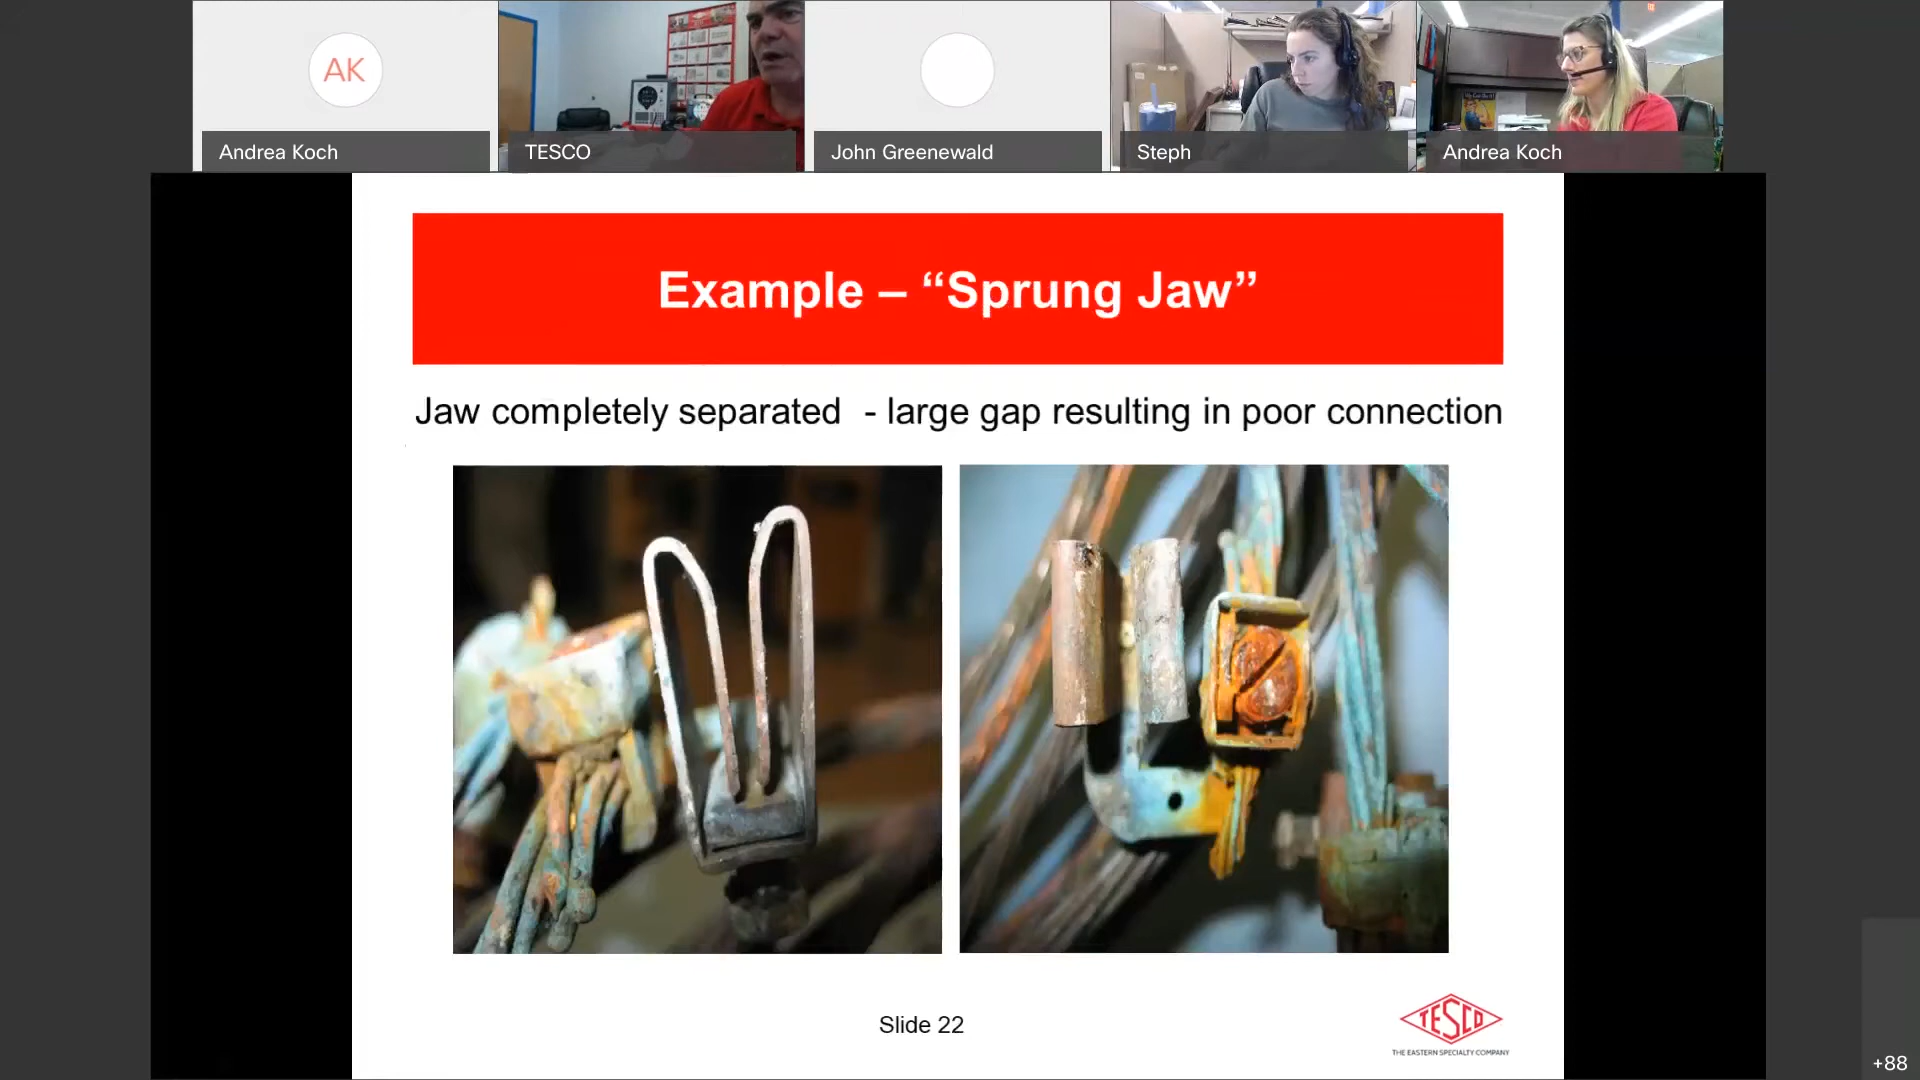 AK
Andrea Koch
TESCO
John Greenewald
Steph
Andrea Koch
Example – “Sprung Jaw”
Jaw completely separated - large gap resulting in poor connection
Slide 22
TESCO
THE EASTERN SPECIALTY COMPANY
+88